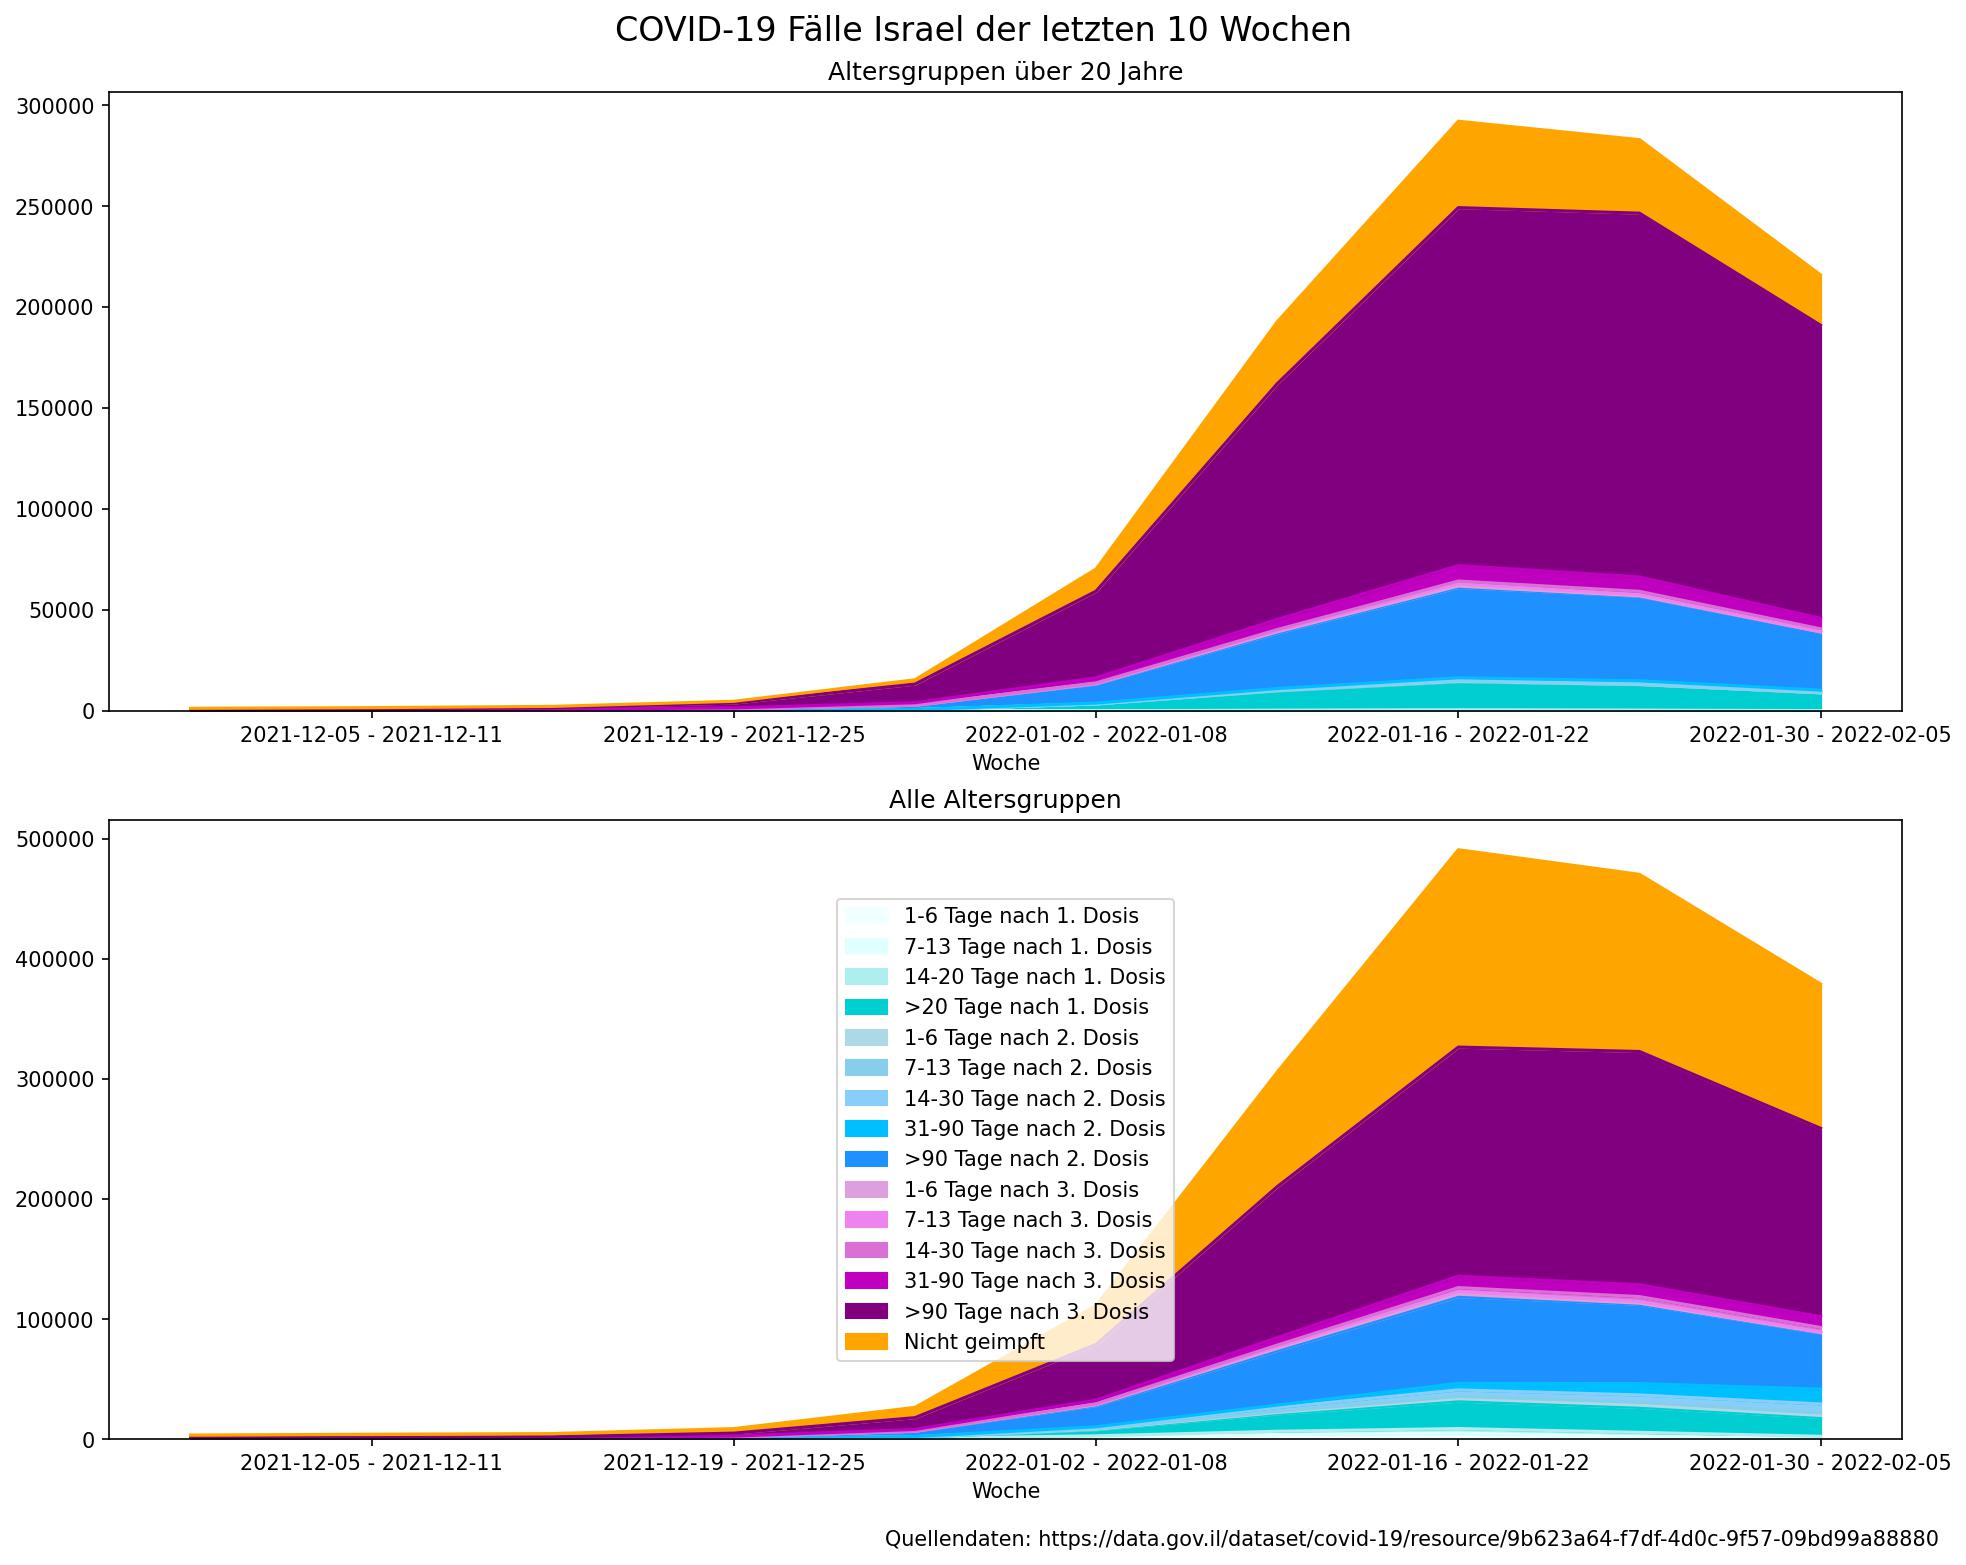 COVID-19 Fälle Israel der letzten 10 Wochen
Altersgruppen über 20 Jahre
300000
250000
200000
150000
100000
50000
0
2021-12-05 - 2021-12-11
2021-12-19 - 2021-12-25
2022-01-02 - 2022-01-08
2022-01-16 - 2022-01-22
2022-01-30 - 2022-02-05
Woche
Alle Altersgruppen
500000
400000
300000
200000
100000
0
1-6 Tage nach 1. Dosis
7-13 Tage nach 1. Dosis
14-20 Tage nach 1. Dosis
>20 Tage nach 1. Dosis
1-6 Tage nach 2. Dosis
7-13 Tage nach 2. Dosis
14-30 Tage nach 2. Dosis
31-90 Tage nach 2. Dosis
>90 Tage nach 2. Dosis
1-6 Tage nach 3. Dosis
7-13 Tage nach 3. Dosis
14-30 Tage nach 3. Dosis
31-90 Tage nach 3. Dosis
>90 Tage nach 3. Dosis
Nicht geimpft
2021-12-05 - 2021-12-11
2021-12-19 - 2021-12-25
2022-01-02 - 2022-01-08
2022-01-16 - 2022-01-22
2022-01-30 - 2022-02-05
Woche
Quellendaten: https://data.gov.il/dataset/covid-19/resource/9b623a64-f7df-4d0c-9f57-09bd99a88880